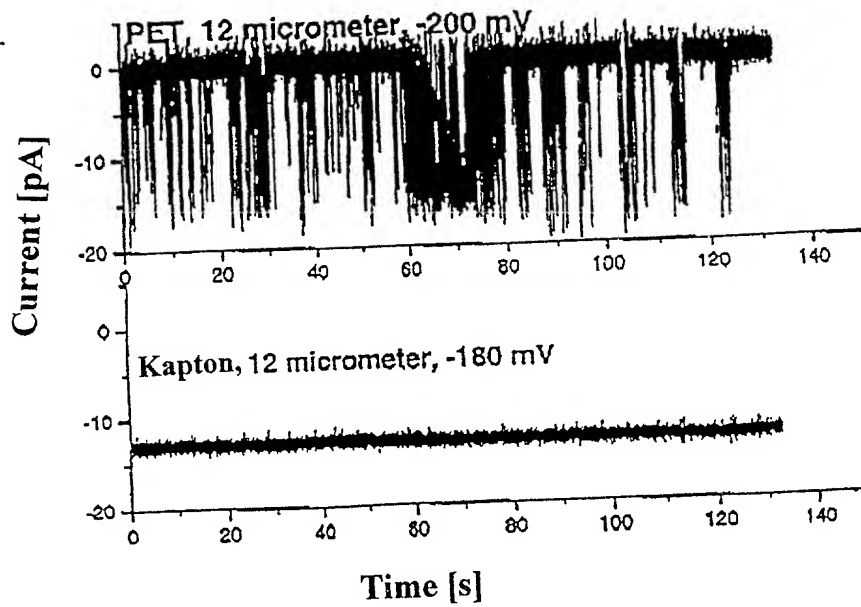 PET, 12 micrometer, -200 mV
0
-10
-20
0 20 40 60 80 100 120 140
Current [pA]
0
Kapton, 12 micrometer, -180 mV
-10
-20
0 20 40 60 80 100 120 140
Time [s]